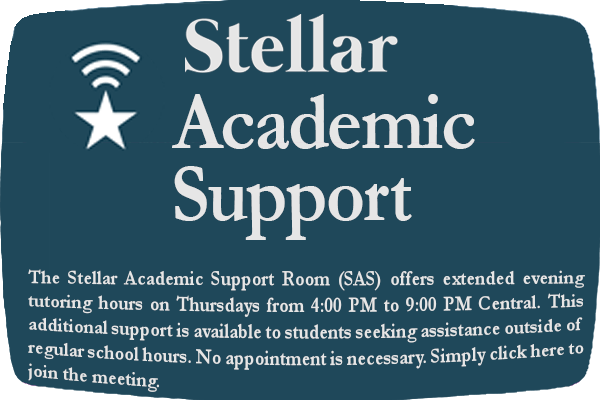 Stellar
Academic
Support
The Stellar Academic Support Room (SAS) offers extended evening
tutoring hours on Thursdays from 4:00 PM to 9:00 PM Central. This
additional support is available to students seeking assistance outside of
regular school hours. No appointment is necessary. Simply click here to
join the meeting.